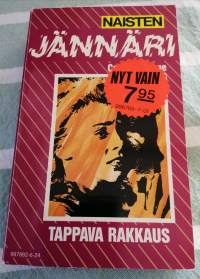 NAISTEN
JÄNNÄRI
NYT VAIN
7.95
TAPPAVA RAKKAUS